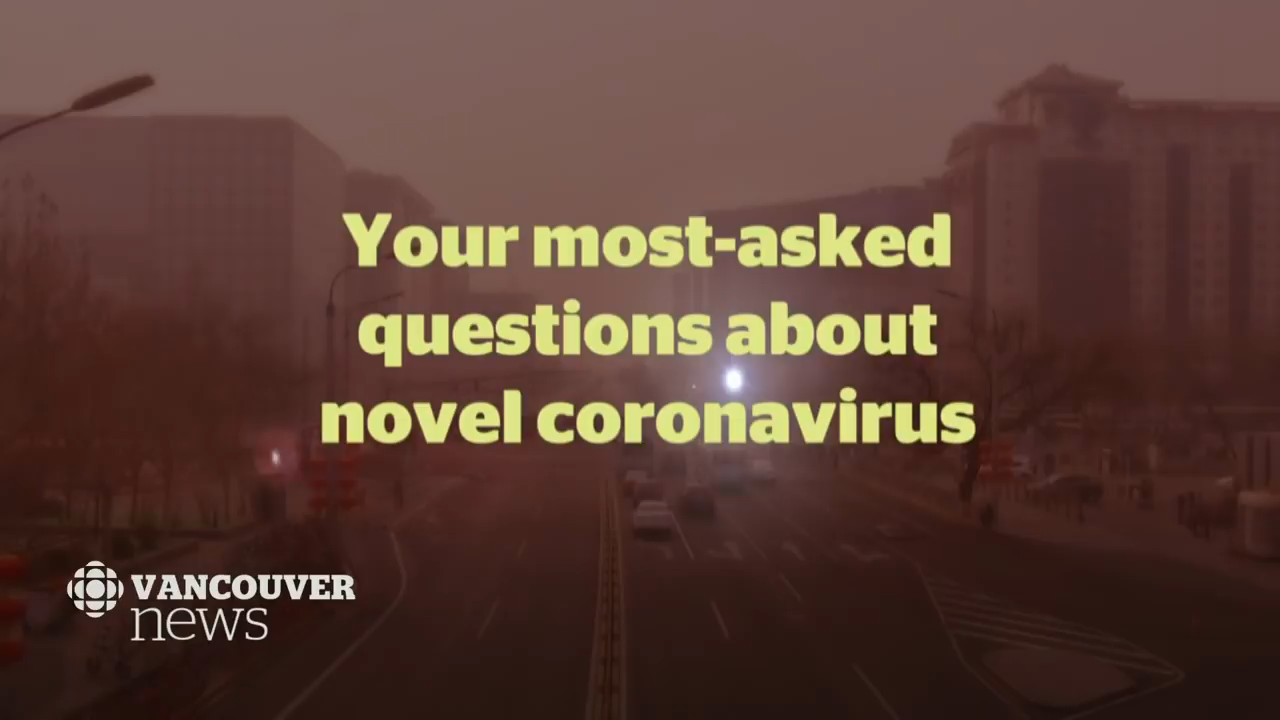 Your most-asked
questions about
novel coronavirus
VANCOUVER
news